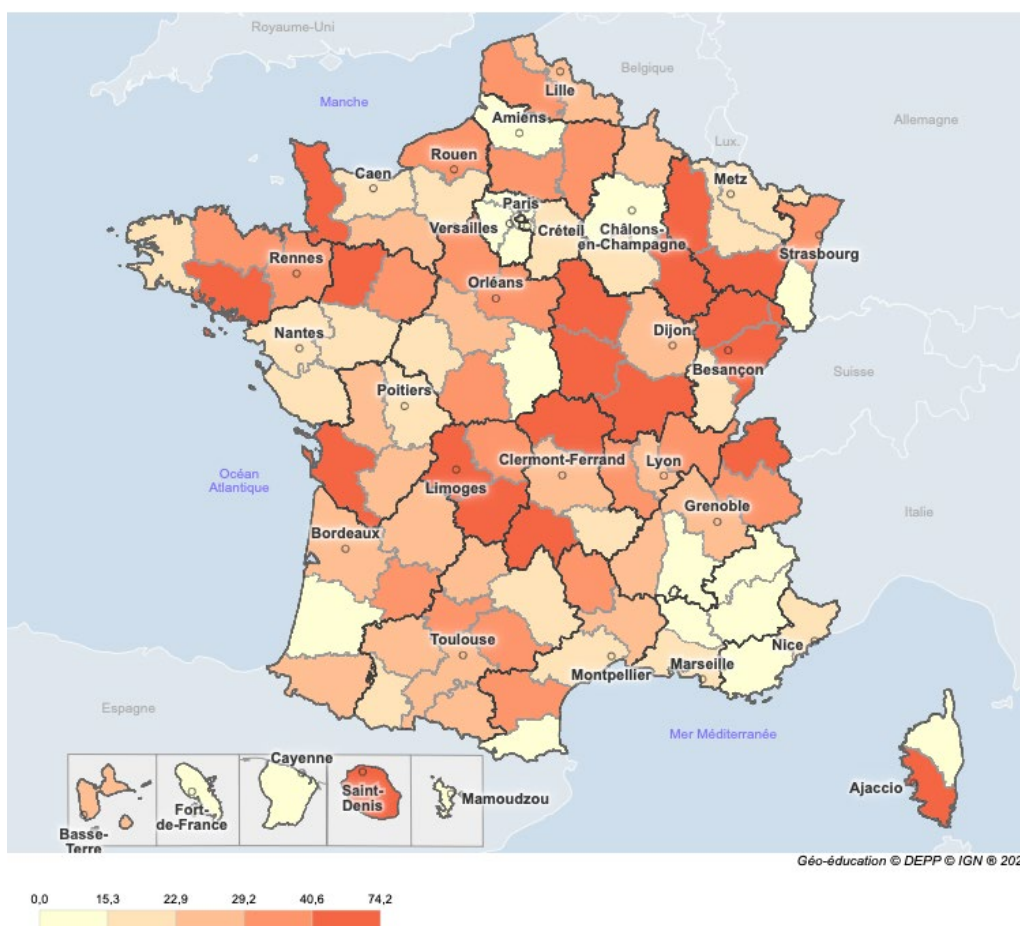 Royaume-Uni
Belgique
Lille
Manche
Allemagne
Amiens
Lux.
Rouen
Caen
Metz
Paris
Versailles
Créteil
Châlons-
en-Champagne
Strasbourg
Rennes
Orléans
Nantes
Dijon
Besançon
Suisse
Poitiers
Océan
Atlantique
Clermont-Ferrand
Lyon
Limoges
Grenoble
Italie
Bordeaux
Toulouse
Nice
Montpellier
Marseille
Espagne
Mer Méditerranée
Cayenne
Ajaccio
Saint-
Denis
Mamoudzou
Fort-
de-France
Basse-
Terre
Géo-éducation © DEPP © IGN ® 202
0,0 15,3 22,9 29,2 40,6 74,2